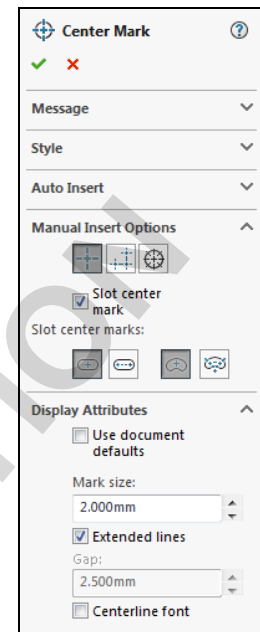 Center Mark
Message
Style
Auto Insert
Manual Insert Options
Slot center
mark
Slot center marks:
Display Attributes
Use document
defaults
Mark size:
2.000mm
Extended lines
Gap:
2.500mm
Centerline font